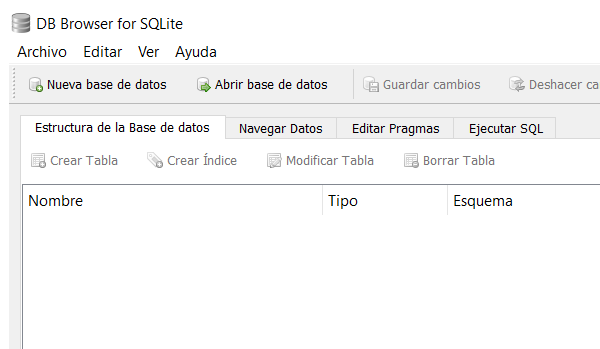 DB Browser for SQLite
Archivo Editar Ver Ayuda
Nueva base de datos Abrir base de datos Guardar cambios Deshacer
Estructura de la Base de datos Navegar Datos Editar Pragmas Ejecutar SQL
Crear Tabla Crear Índice Modificar Tabla Borrar Tabla
Nombre Tipo Esquema